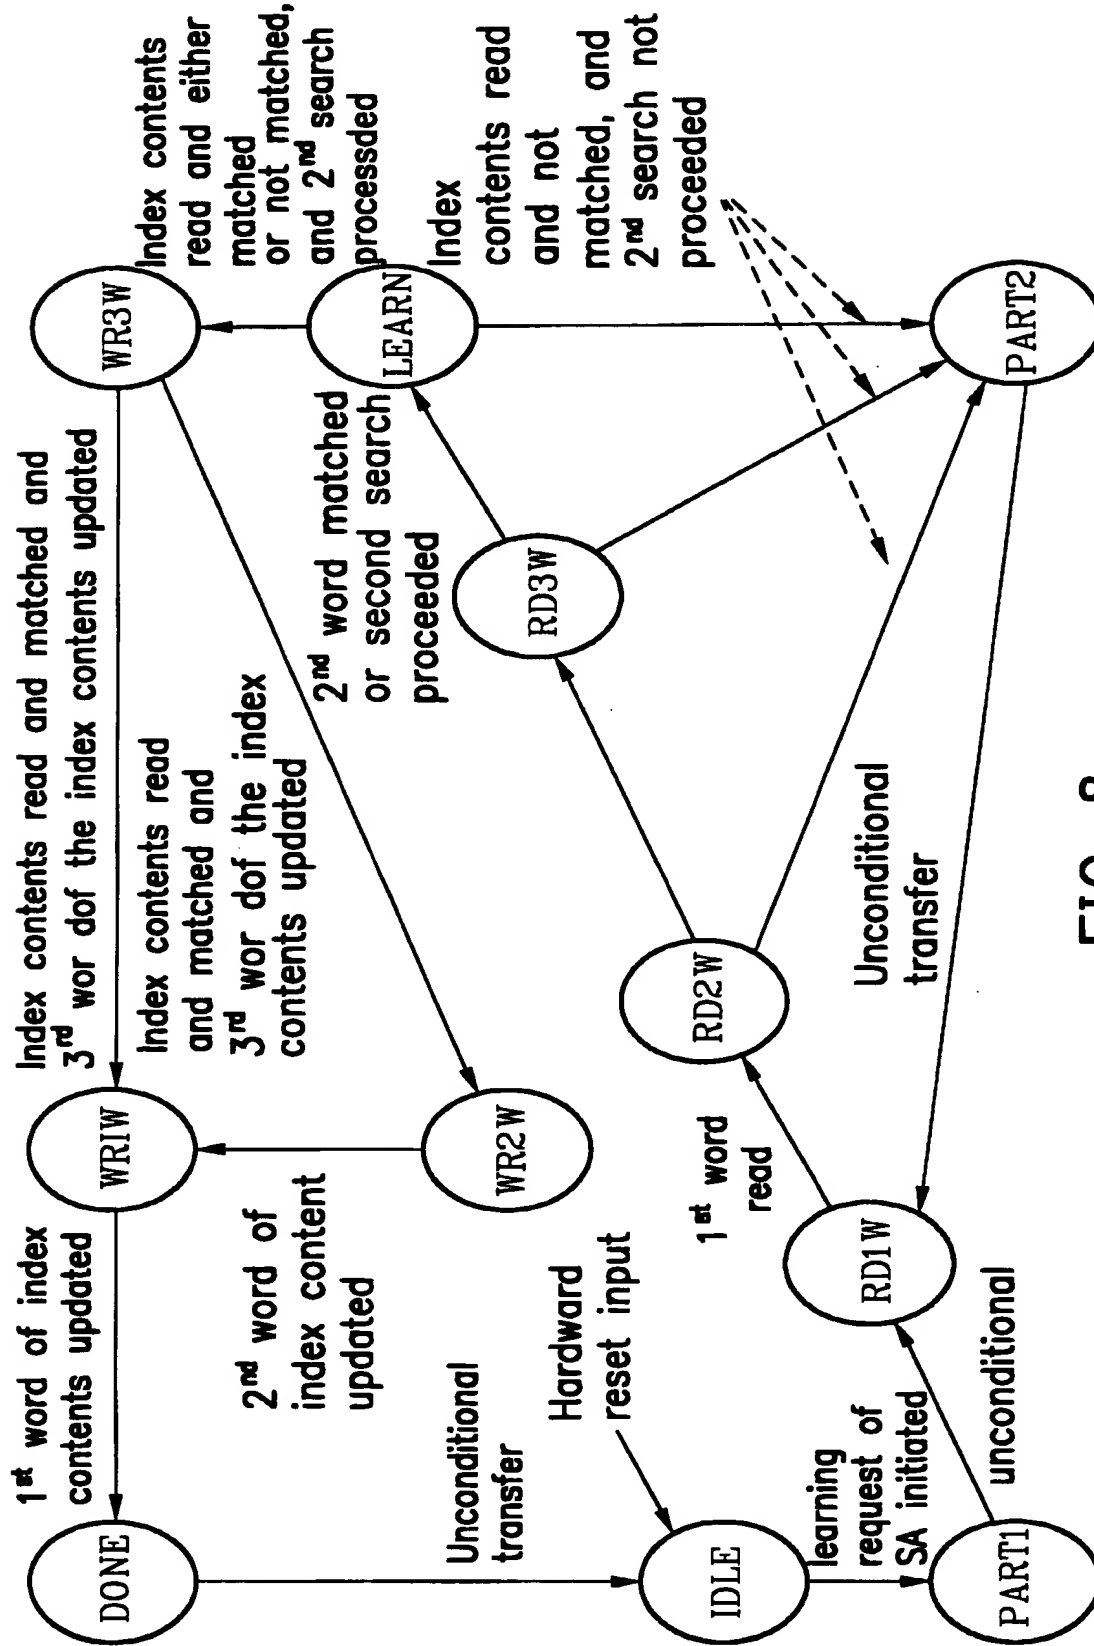 1st word of index
contents updated
Index contents read and matched and
3rd wor dof the index contents updated
Index contents
read and either
matched
or not matched,
and 2nd search
processded
DONE
WR1W
WR3W
Index contents read
and matched and
3rd wor dof the index
contents updated
2nd word of
index content
updated
Unconditional
transfer
WR2W
2nd word matched
or second search
proceeded
LEARN
Index
contents read
and not
matched, and
2nd search not
proceeded
Hardward
reset input
RD3W
IDLE
1st word
read
RD2W
learning
request of
SA initiated
RD1W
Unconditional
transfer
PART1
unconditional
PART2